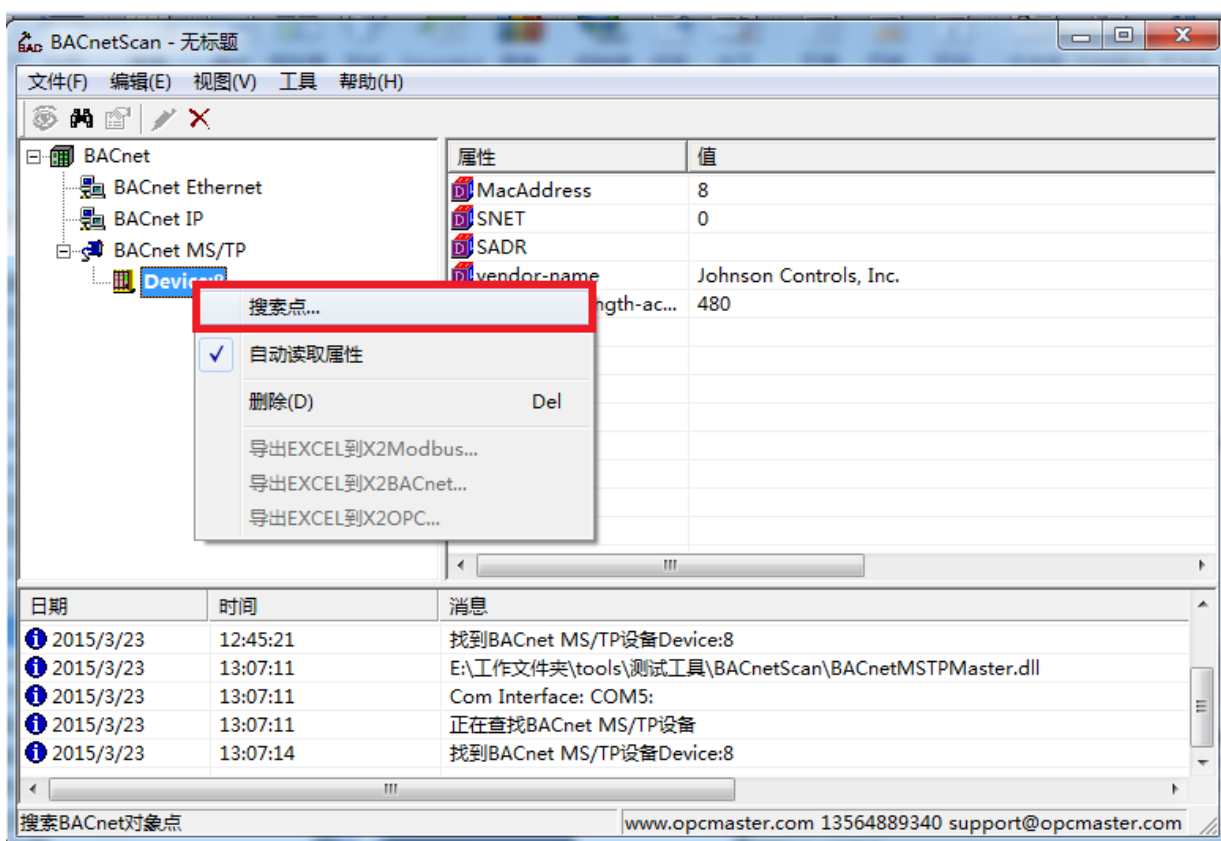 BACnetScan - 无标题
文件(F) 编辑(E) 视图(V) 工具 帮助(H)
BACnet
BACnet Ethernet
BACnet IP
BACnet MS/TP
Device:8
搜索点...
自动读取属性
删除(D) Del
导出EXCEL到X2Modbus...
导出EXCEL到X2BACnet...
导出EXCEL到X2OPC...
属性 值
MacAddress 8
SNET 0
SADR
vendor-name Johnson Controls, Inc.
ngth-ac... 480
日期 时间 消息
2015/3/23 12:45:21 找到BACnet MS/TP设备Device:8
2015/3/23 13:07:11 E:\工作文件夹\tools\测试工具\BACnetScan\BACnetMSTPMaster.dll
2015/3/23 13:07:11 Com Interface: COM5:
2015/3/23 13:07:11 正在查找BACnet MS/TP设备
2015/3/23 13:07:14 找到BACnet MS/TP设备Device:8
搜索BACnet对象点 www.opcmaster.com 13564889340 support@opcmaster.com